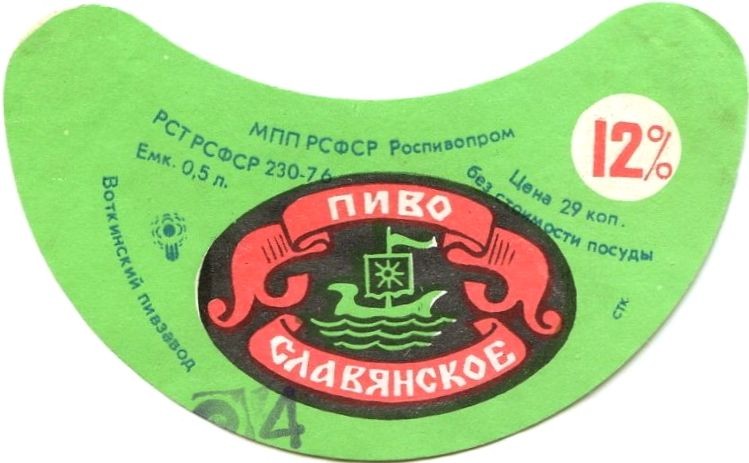 МПП РСФСР Роспивопром
РСТ РСФСР 230-76
Емк. 0,5 л.
Цена 29 коп.
без стоимости посуды
12%
ПИВО
СЛАВЯНСКОЕ
Воткинский пивзавод
стк
4